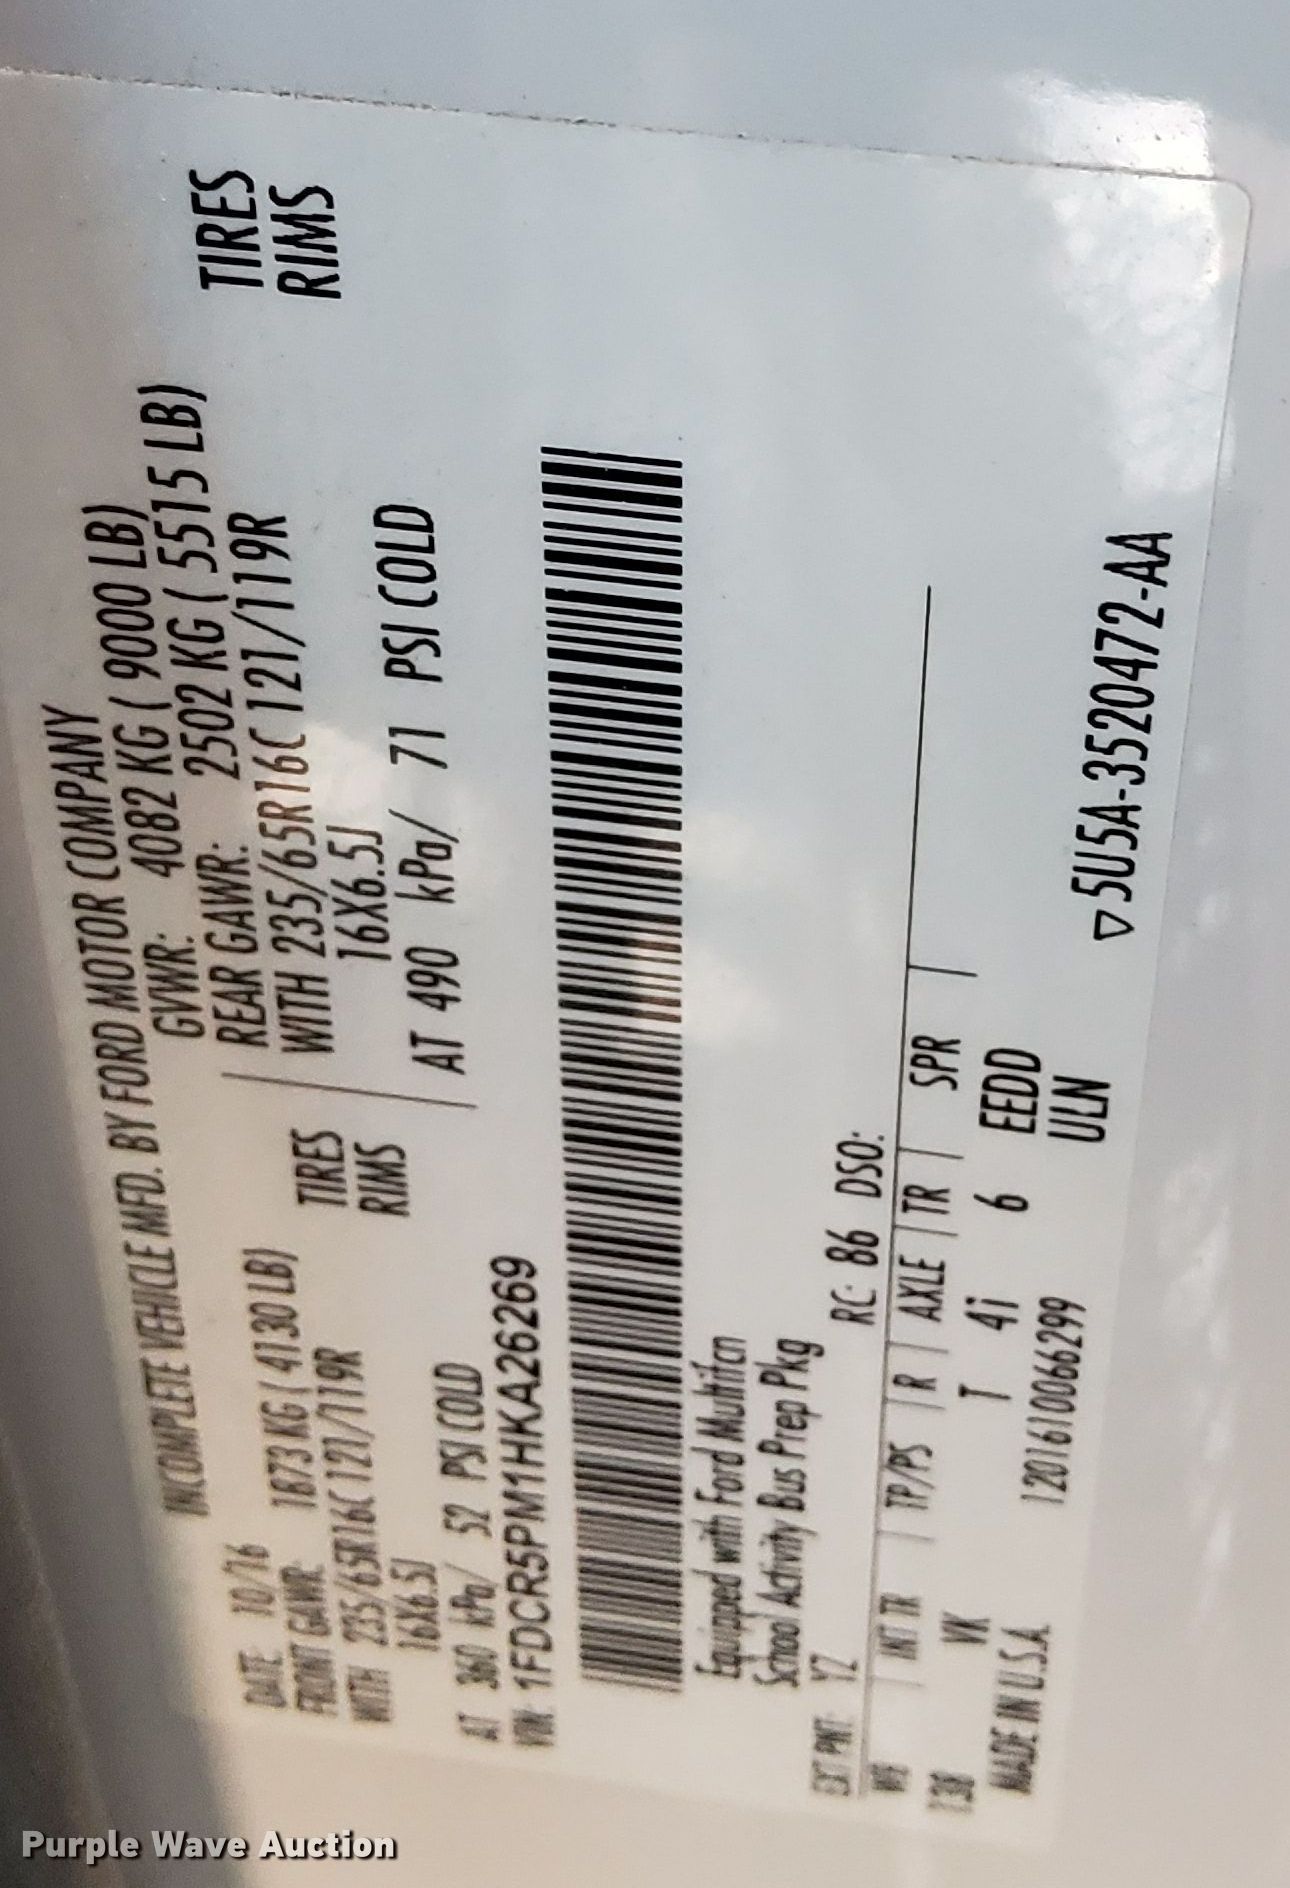 INCOMPLETE VEHICLE MFD. BY FORD MOTOR COMPANY
DATE: 10/16 GVWR: 4082 KG ( 9000 LB)
FRONT GAWR: 1873 KG ( 4130 LB) REAR GAWR: 2502 KG ( 5515 LB)
WITH 235/65R16C 121/119R TIRES WITH 235/65R16C 121/119R TIRES
16X6.5J RIMS 16X6.5J RIMS
AT 360 kPa/ 52 PSI COLD AT 490 kPa/ 71 PSI COLD
VIN: 1FDCR5PM1HKA26269
Equipped with Ford Multifcn
School Activity Bus Prep Pkg
EXT PNT: YZ RC: 86 DSO:
WB INT TR TP/PS R AXLE TR SPR
138 VK T 4i 6 EEDD
MADE IN U.S.A. 1201610066299 ULN
▽5U5A-3520472-AA
Purple Wave Auction